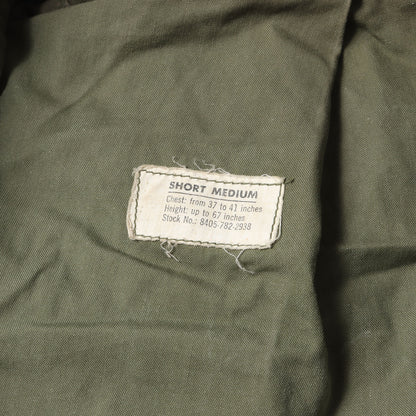 SHORT MEDIUM
Chest: from 37 to 41 inches
Height: up to 67 inches
Stock No.: 8405-782-2938